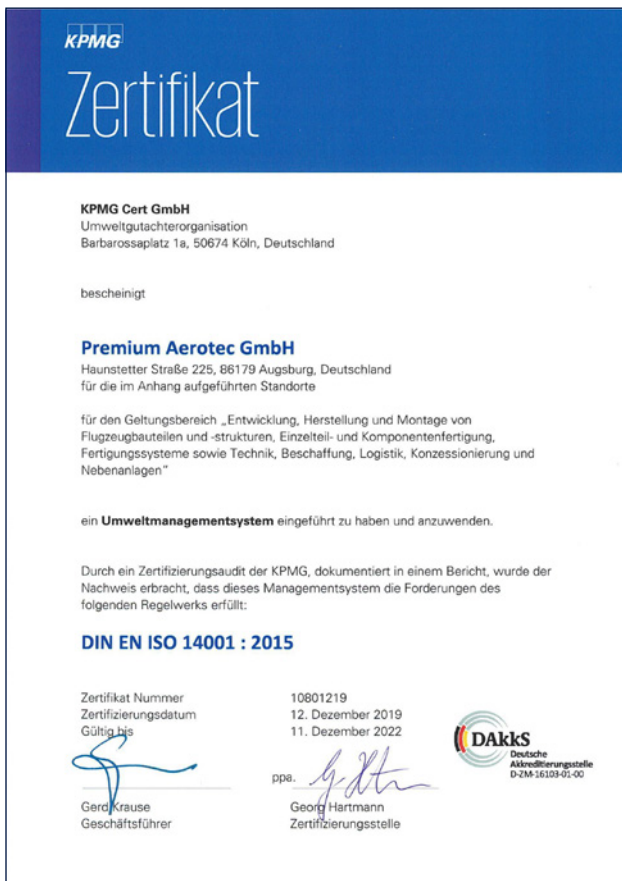 KPMG
Zertifikat
KPMG Cert GmbH
Umweltgutachterorganisation
Barbarossaplatz 1a, 50674 Köln, Deutschland
bescheinigt
Premium Aerotec GmbH
Haunstetter Straße 225, 86179 Augsburg, Deutschland
für die im Anhang aufgeführten Standorte
für den Geltungsbereich „Entwicklung, Herstellung und Montage von
Flugzeugbauteilen und -strukturen, Einzelteil- und Komponentenfertigung,
Fertigungssysteme sowie Technik, Beschaffung, Logistik, Konzessionierung und
Nebenanlagen"
ein Umweltmanagementsystem eingeführt zu haben und anzuwenden.
Durch ein Zertifizierungsaudit der KPMG, dokumentiert in einem Bericht, wurde der
Nachweis erbracht, dass dieses Managementsystem die Forderungen des
folgenden Regelwerks erfüllt:
DIN EN ISO 14001 : 2015
Zertifikat Nummer 10801219
Zertifizierungsdatum 12. Dezember 2019
Gültig bis 11. Dezember 2022
ppa.
Gerd Krause Georg Hartmann
Geschäftsführer Zertifizierungsstelle
DAkkS
Deutsche
Akkreditierungsstelle
D-ZM-16103-01-00